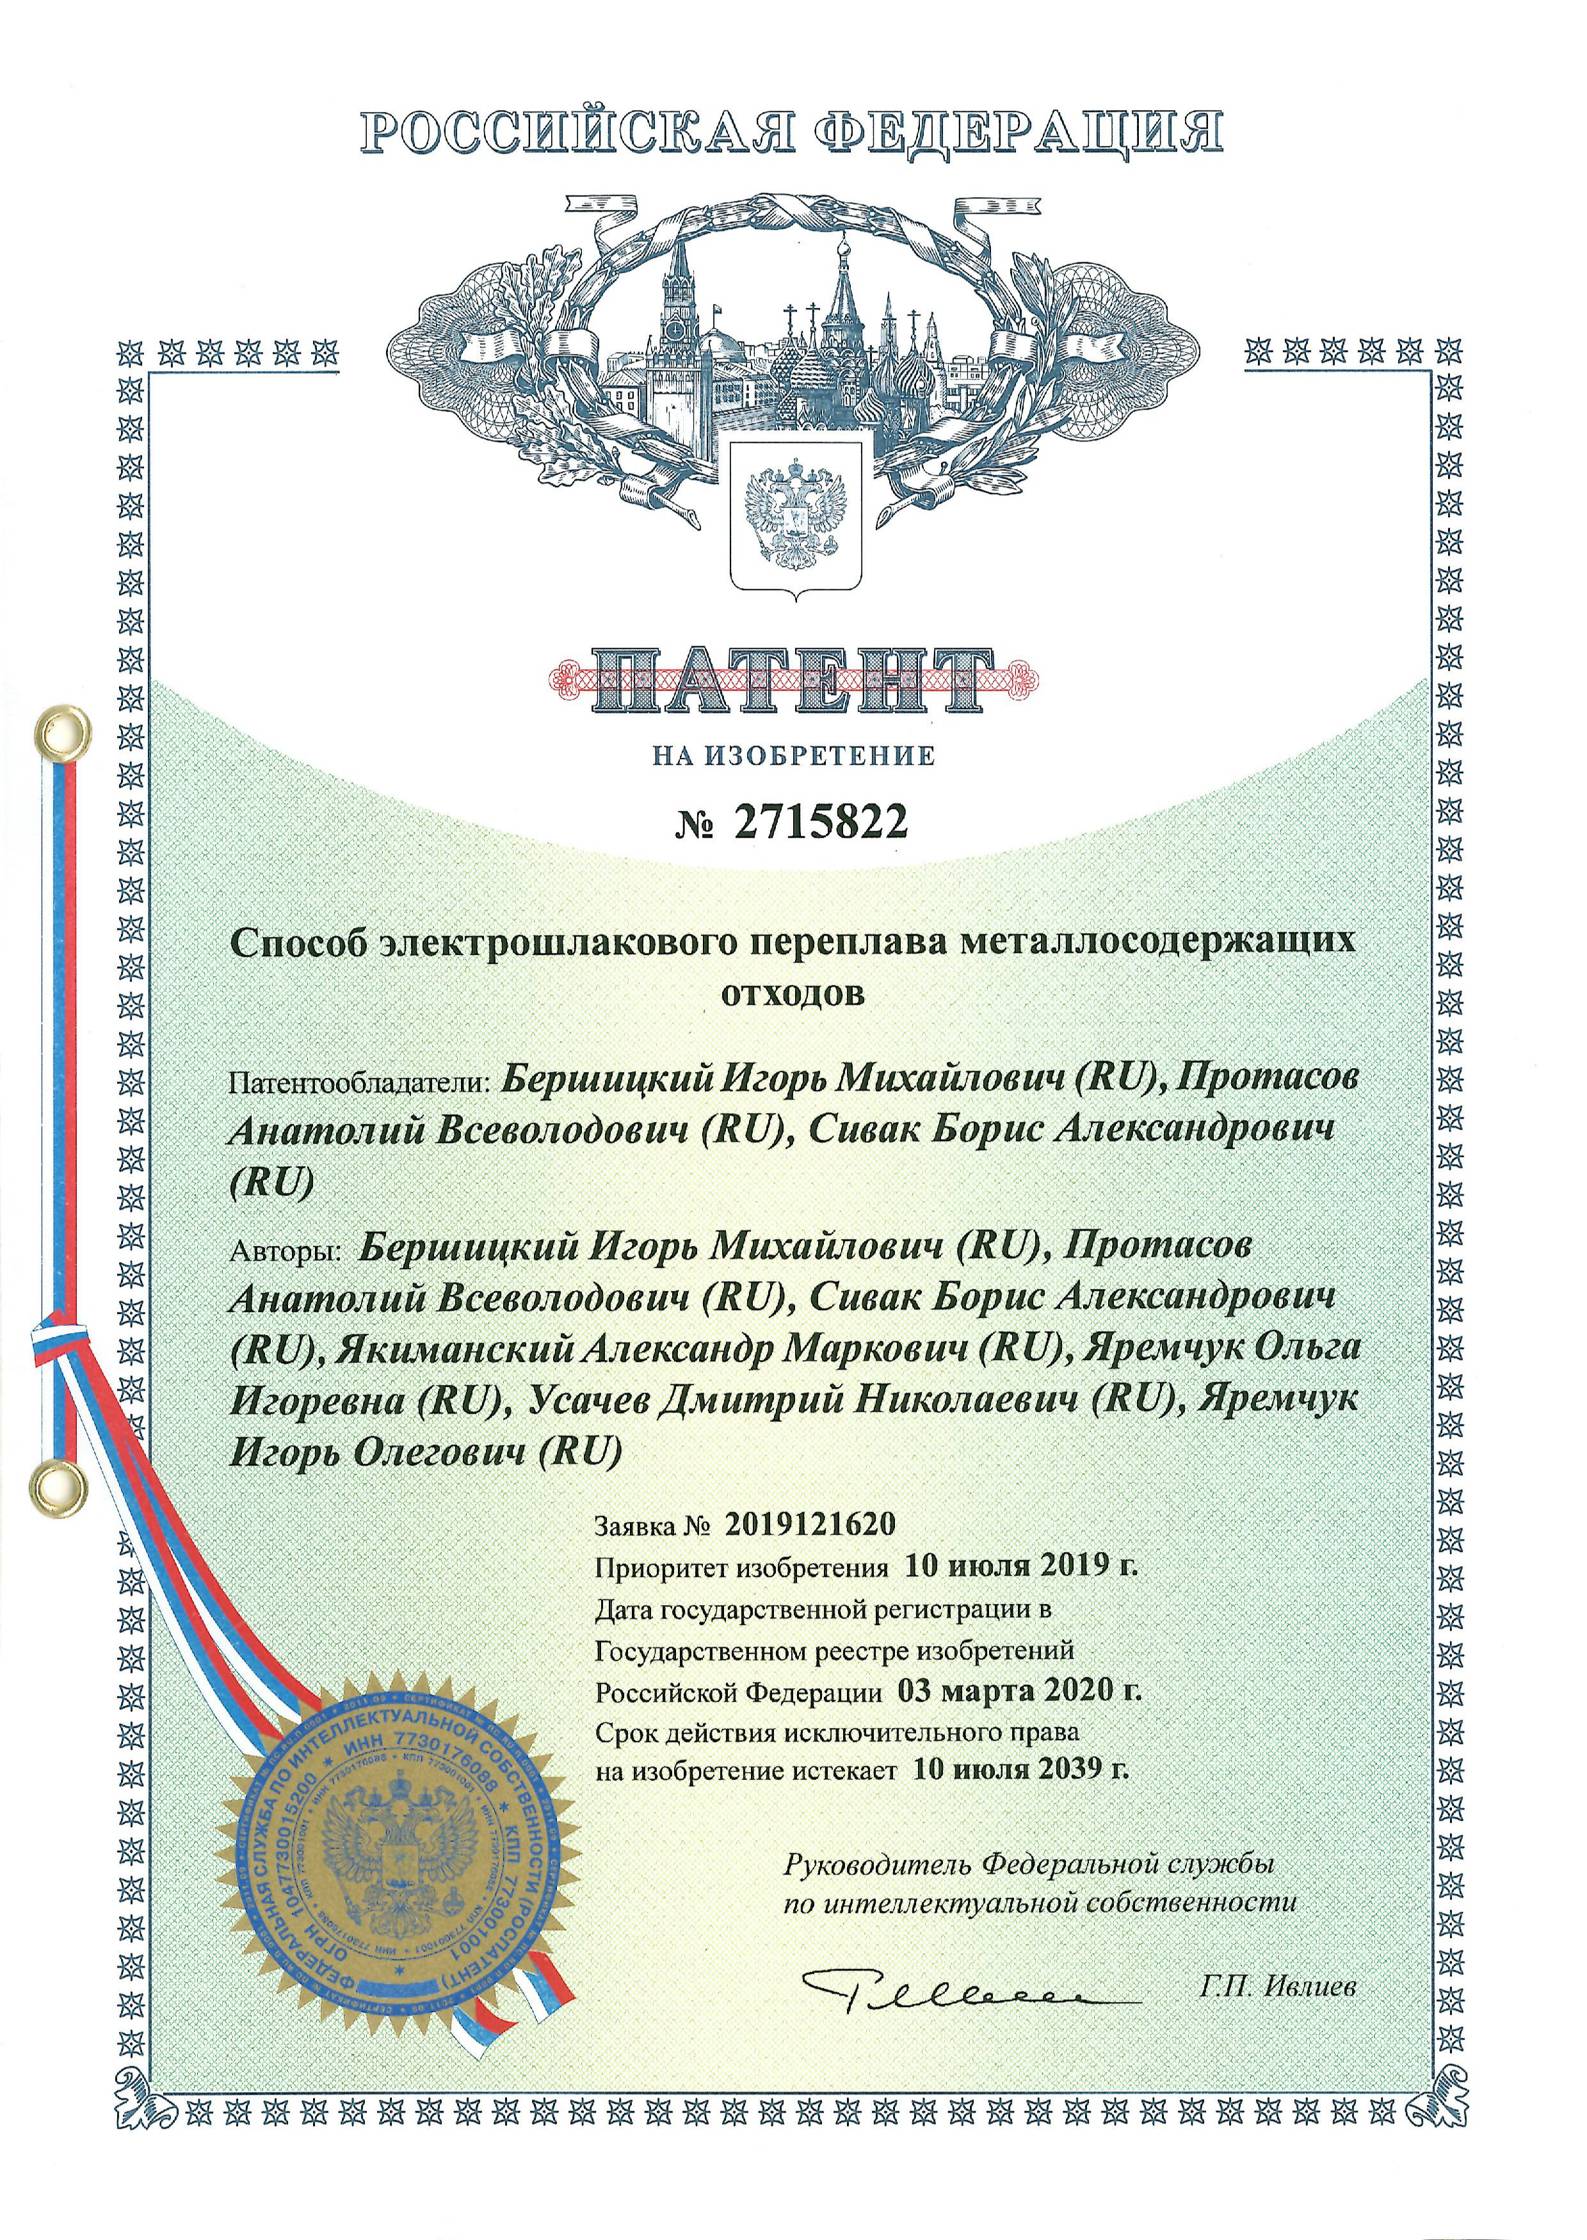 РОССИЙСКАЯ ФЕДЕРАЦИЯ
ПАТЕНТ
НА ИЗОБРЕТЕНИЕ
№ 2715822
Способ электрошлакового переплава металлосодержащих
отходов
Патентообладатели: Бершицкий Игорь Михайлович (RU), Протасов
Анатолий Всеволодович (RU), Сивак Борис Александрович
(RU)
Авторы: Бершицкий Игорь Михайлович (RU), Протасов
Анатолий Всеволодович (RU), Сивак Борис Александрович
(RU), Якиманский Александр Маркович (RU), Яремчук Ольга
Игоревна (RU), Усачев Дмитрий Николаевич (RU), Яремчук
Игорь Олегович (RU)
Заявка № 2019121620
Приоритет изобретения 10 июля 2019 г.
Дата государственной регистрации в
Государственном реестре изобретений
Российской Федерации 03 марта 2020 г.
Срок действия исключительного права
на изобретение истекает 10 июля 2039 г.
Руководитель Федеральной службы
по интеллектуальной собственности
Г.П. Ивлиев
ФЕДЕРАЛЬНАЯ СЛУЖБА ПО ИНТЕЛЛЕКТУАЛЬНОЙ СОБСТВЕННОСТИ (РОСПАТЕНТ)
ОГРН 1047730015200 * ИНН 7730176088 * КПП 773001001 *